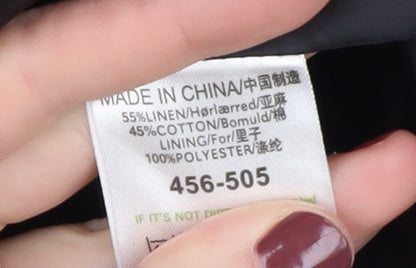 MADE IN CHINA/中国制造
55%LINEN/Hørlærred/亚麻
45%COTTON/Bomuld/棉
LINING/For/里子
100%POLYESTER/涤纶
456-505
IF IT'S NOT